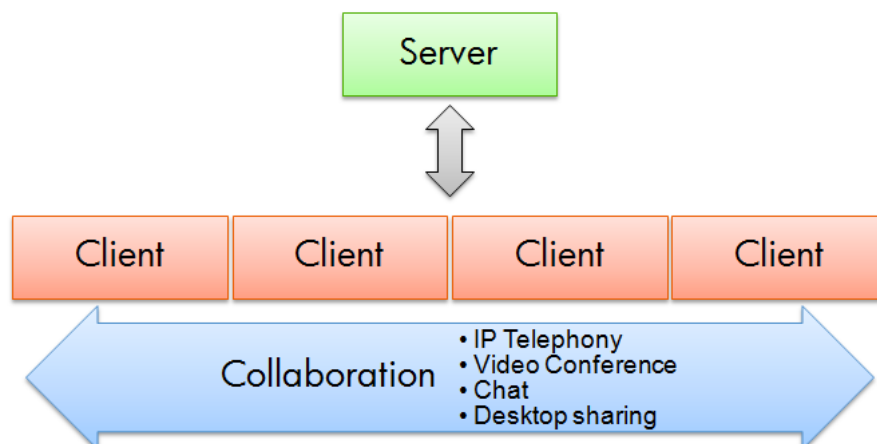 Server
Client Client Client Client
Collaboration
• IP Telephony
• Video Conference
• Chat
• Desktop sharing